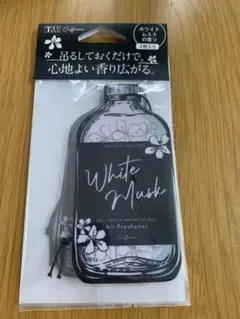 ホワイト
ムスクの香り
2枚入り
吊るしておくだけで、
心地よい香り広がる。
White
Musk
Air Freshener